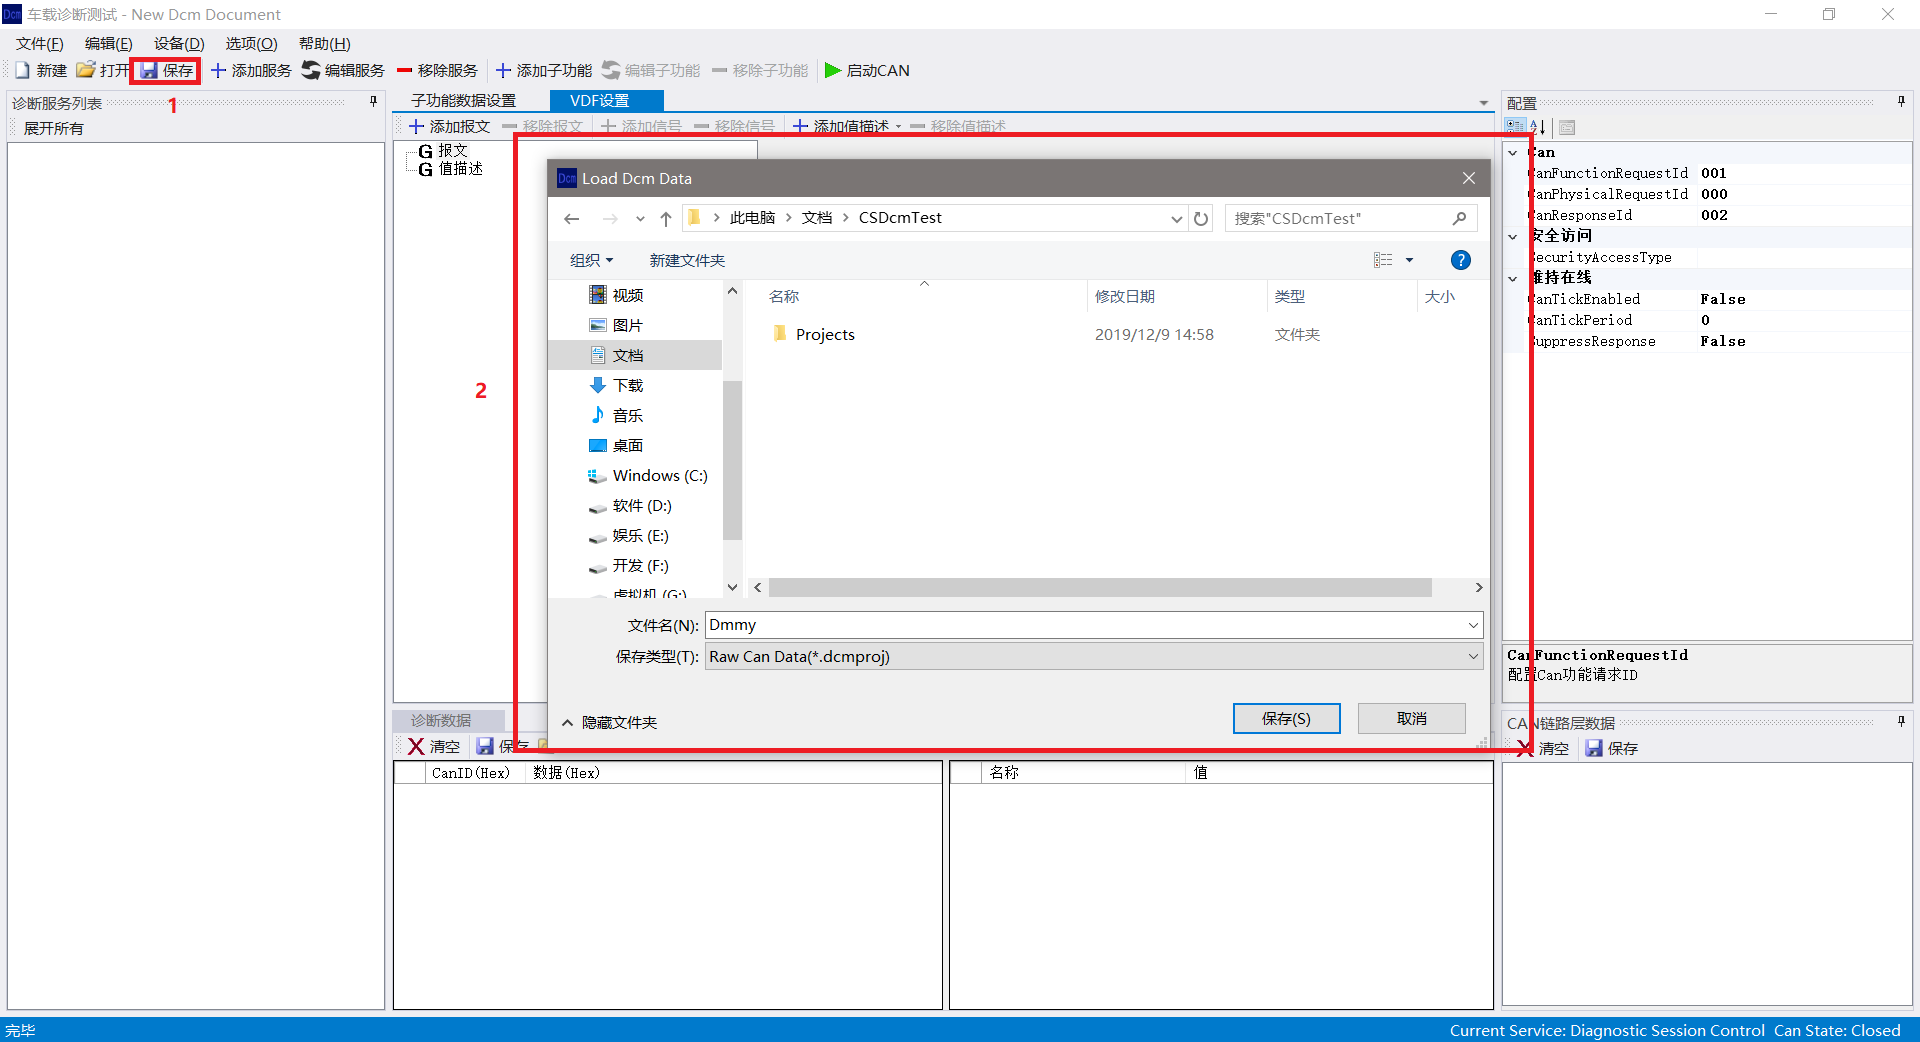 Dcm 车载诊断测试 - New Dcm Document
文件(F) 编辑(E) 设备(D) 选项(O) 帮助(H)
新建 打开 保存 添加服务 编辑服务 移除服务 添加子功能 编辑子功能 移除子功能 启动CAN
诊断服务列表
1
展开所有
子功能数据设置 VDF设置
添加报文 移除报文 添加信号 移除信号 添加值描述 移除值描述
G 报文
G 值描述
2
Dcm Load Dcm Data
此电脑 文档 CSDcmTest
搜索"CSDcmTest"
组织 新建文件夹
?
视频
图片
文档
下载
音乐
桌面
Windows (C:)
软件 (D:)
娱乐 (E:)
开发 (F:)
虚拟机 (G:)
名称 修改日期 类型 大小
Projects 2019/12/9 14:58 文件夹
文件名(N): Dmmy
保存类型(T): Raw Can Data(*.dcmproj)
隐藏文件夹
保存(S) 取消
配置
Can
CanFunctionRequestId 001
CanPhysicalRequestId 000
CanResponseId 002
安全访问
SecurityAccessType
维持在线
CanTickEnabled False
CanTickPeriod 0
SuppressResponse False
CanFunctionRequestId
配置Can功能请求ID
诊断数据
清空 保存
CanID(Hex) 数据(Hex)
名称 值
CAN链路层数据
清空 保存
完毕
Current Service: Diagnostic Session Control Can State: Closed